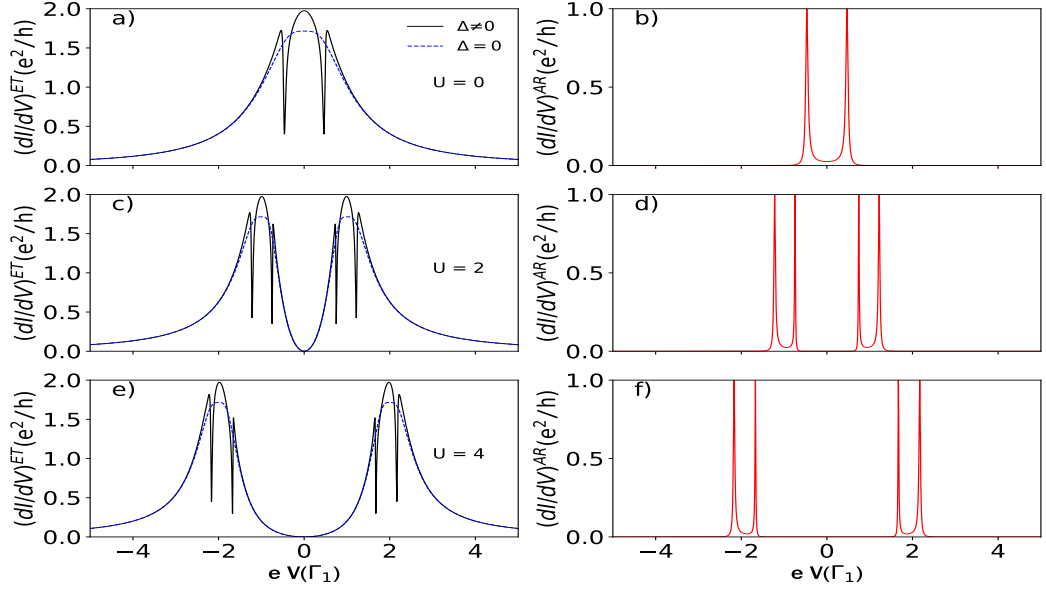 a)
(dI/dV)^ET(e²/h)
2.0
1.5
1.0
0.5
0.0
Δ≠0
Δ = 0
U = 0
b)
(dI/dV)^AR(e²/h)
1.0
0.5
0.0
c)
(dI/dV)^ET(e²/h)
2.0
1.5
1.0
0.5
0.0
U = 2
d)
(dI/dV)^AR(e²/h)
1.0
0.5
0.0
e)
(dI/dV)^ET(e²/h)
2.0
1.5
1.0
0.5
0.0
U = 4
−4 −2 0 2 4
e V(Γ₁)
f)
(dI/dV)^AR(e²/h)
1.0
0.5
0.0
−4 −2 0 2 4
e V(Γ₁)